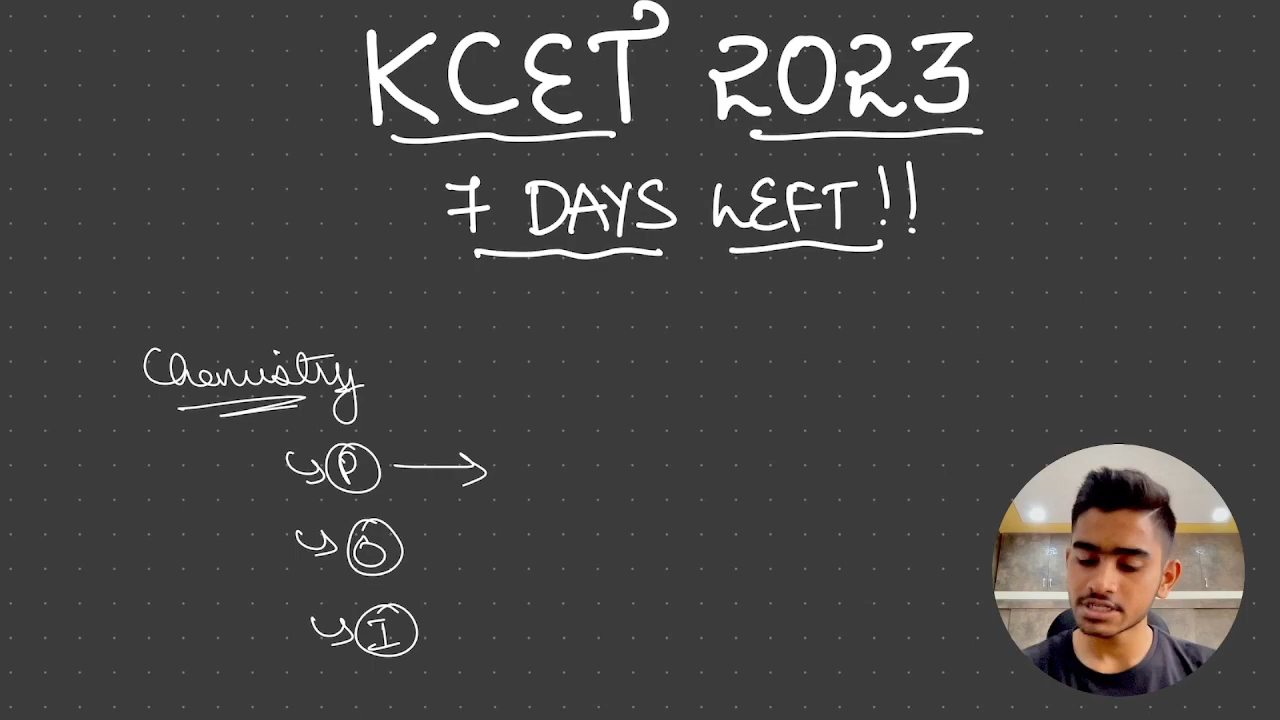 KCET 2023
7 DAYS LEFT!!
Chemistry
P →
O
I